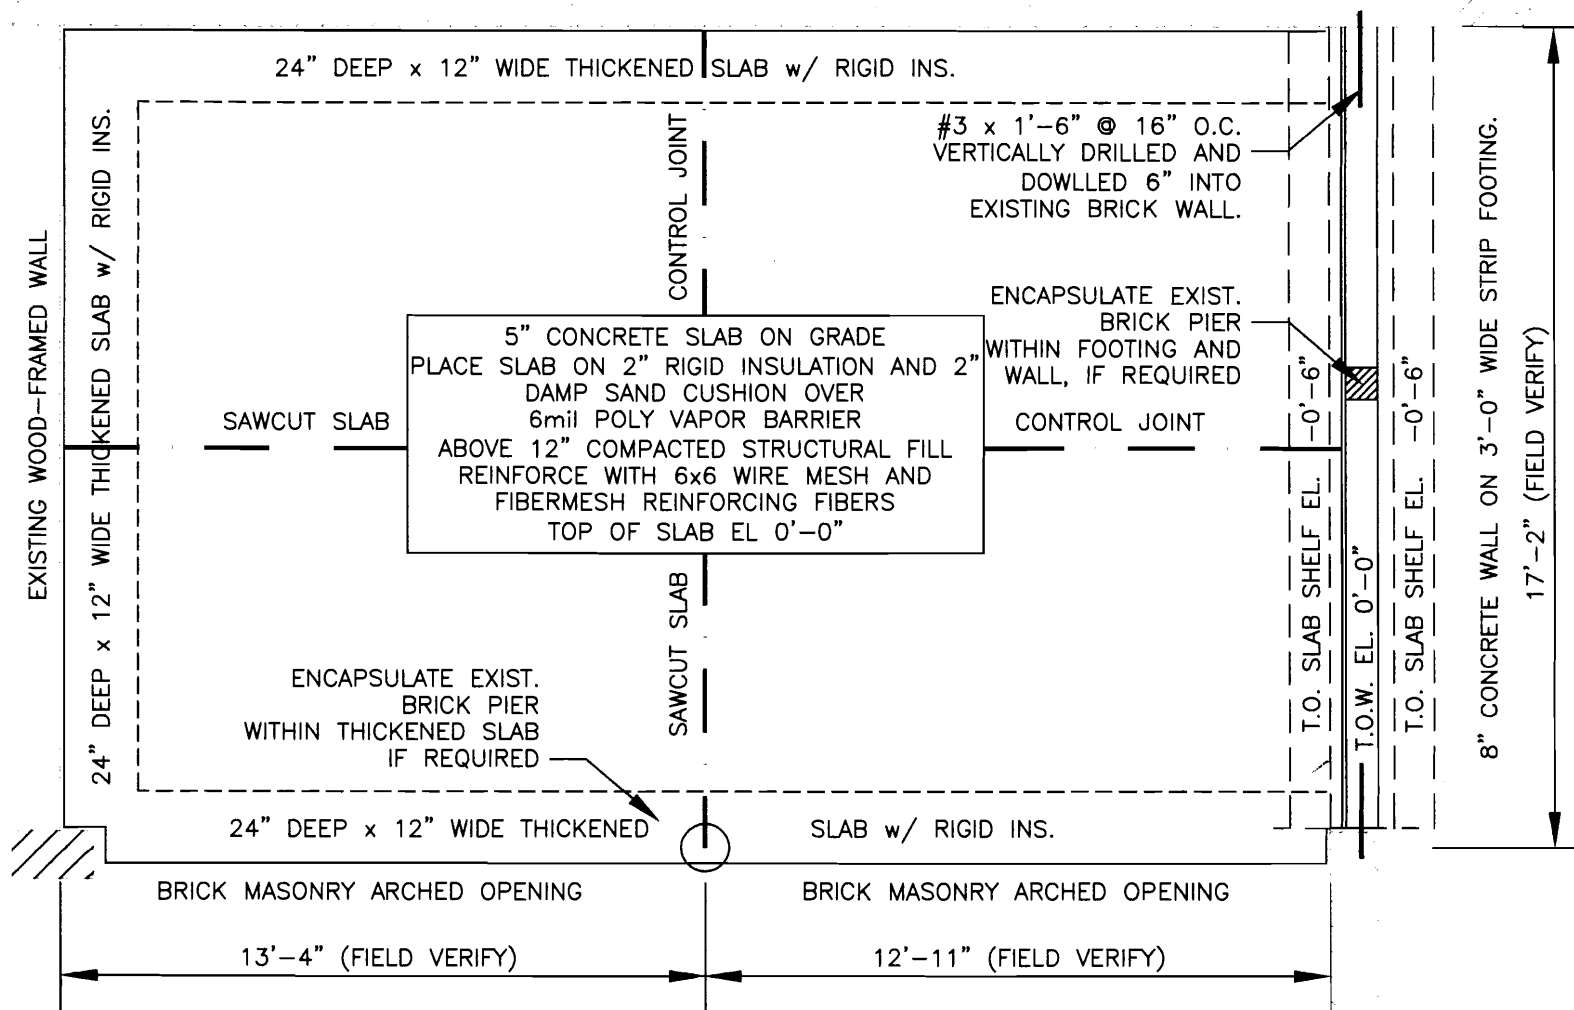 24" DEEP x 12" WIDE THICKENED SLAB w/ RIGID INS.
#3 x 1'-6" @ 16" O.C.
VERTICALLY DRILLED AND
DOWLLED 6" INTO
EXISTING BRICK WALL.
EXISTING WOOD-FRAMED WALL
24" DEEP x 12" WIDE THICKENED SLAB w/ RIGID INS.
CONTROL JOINT
ENCAPSULATE EXIST.
BRICK PIER
WITHIN FOOTING AND
WALL, IF REQUIRED
5" CONCRETE SLAB ON GRADE
PLACE SLAB ON 2" RIGID INSULATION AND 2"
DAMP SAND CUSHION OVER
6mil POLY VAPOR BARRIER
ABOVE 12" COMPACTED STRUCTURAL FILL
REINFORCE WITH 6x6 WIRE MESH AND
FIBERMESH REINFORCING FIBERS
TOP OF SLAB EL 0'-0"
SAWCUT SLAB
CONTROL JOINT
SAWCUT SLAB
T.O. SLAB SHELF EL. -0'-6"
T.O.W. EL. 0'-0"
T.O. SLAB SHELF EL. -0'-6"
8" CONCRETE WALL ON 3'-0" WIDE STRIP FOOTING.
17'-2" (FIELD VERIFY)
ENCAPSULATE EXIST.
BRICK PIER
WITHIN THICKENED SLAB
IF REQUIRED
24" DEEP x 12" WIDE THICKENED SLAB w/ RIGID INS.
BRICK MASONRY ARCHED OPENING
BRICK MASONRY ARCHED OPENING
13'-4" (FIELD VERIFY)
12'-11" (FIELD VERIFY)